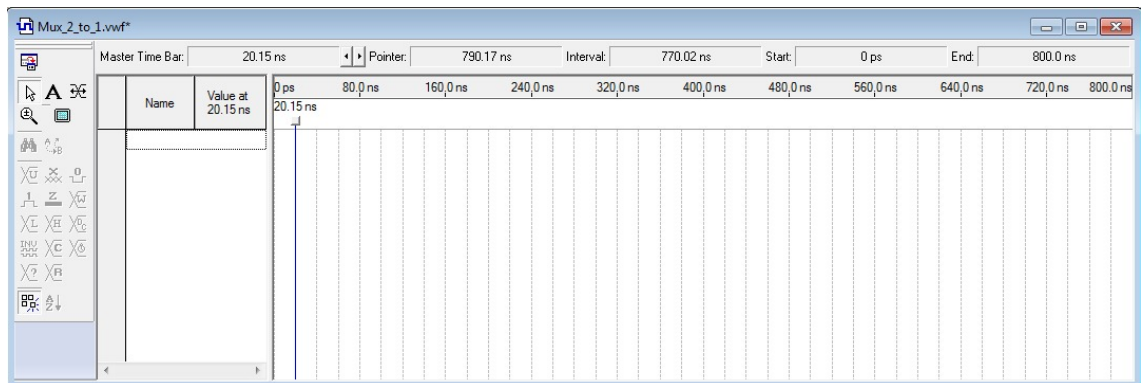 Mux_2_to_1.vwf*
Master Time Bar: 20.15 ns Pointer: 790.17 ns Interval: 770.02 ns Start: 0 ps End: 800.0 ns
A
Name Value at 20.15 ns
0 ps 80.0 ns 160.0 ns 240.0 ns 320.0 ns 400.0 ns 480.0 ns 560.0 ns 640.0 ns 720.0 ns 800.0 ns
20.15 ns